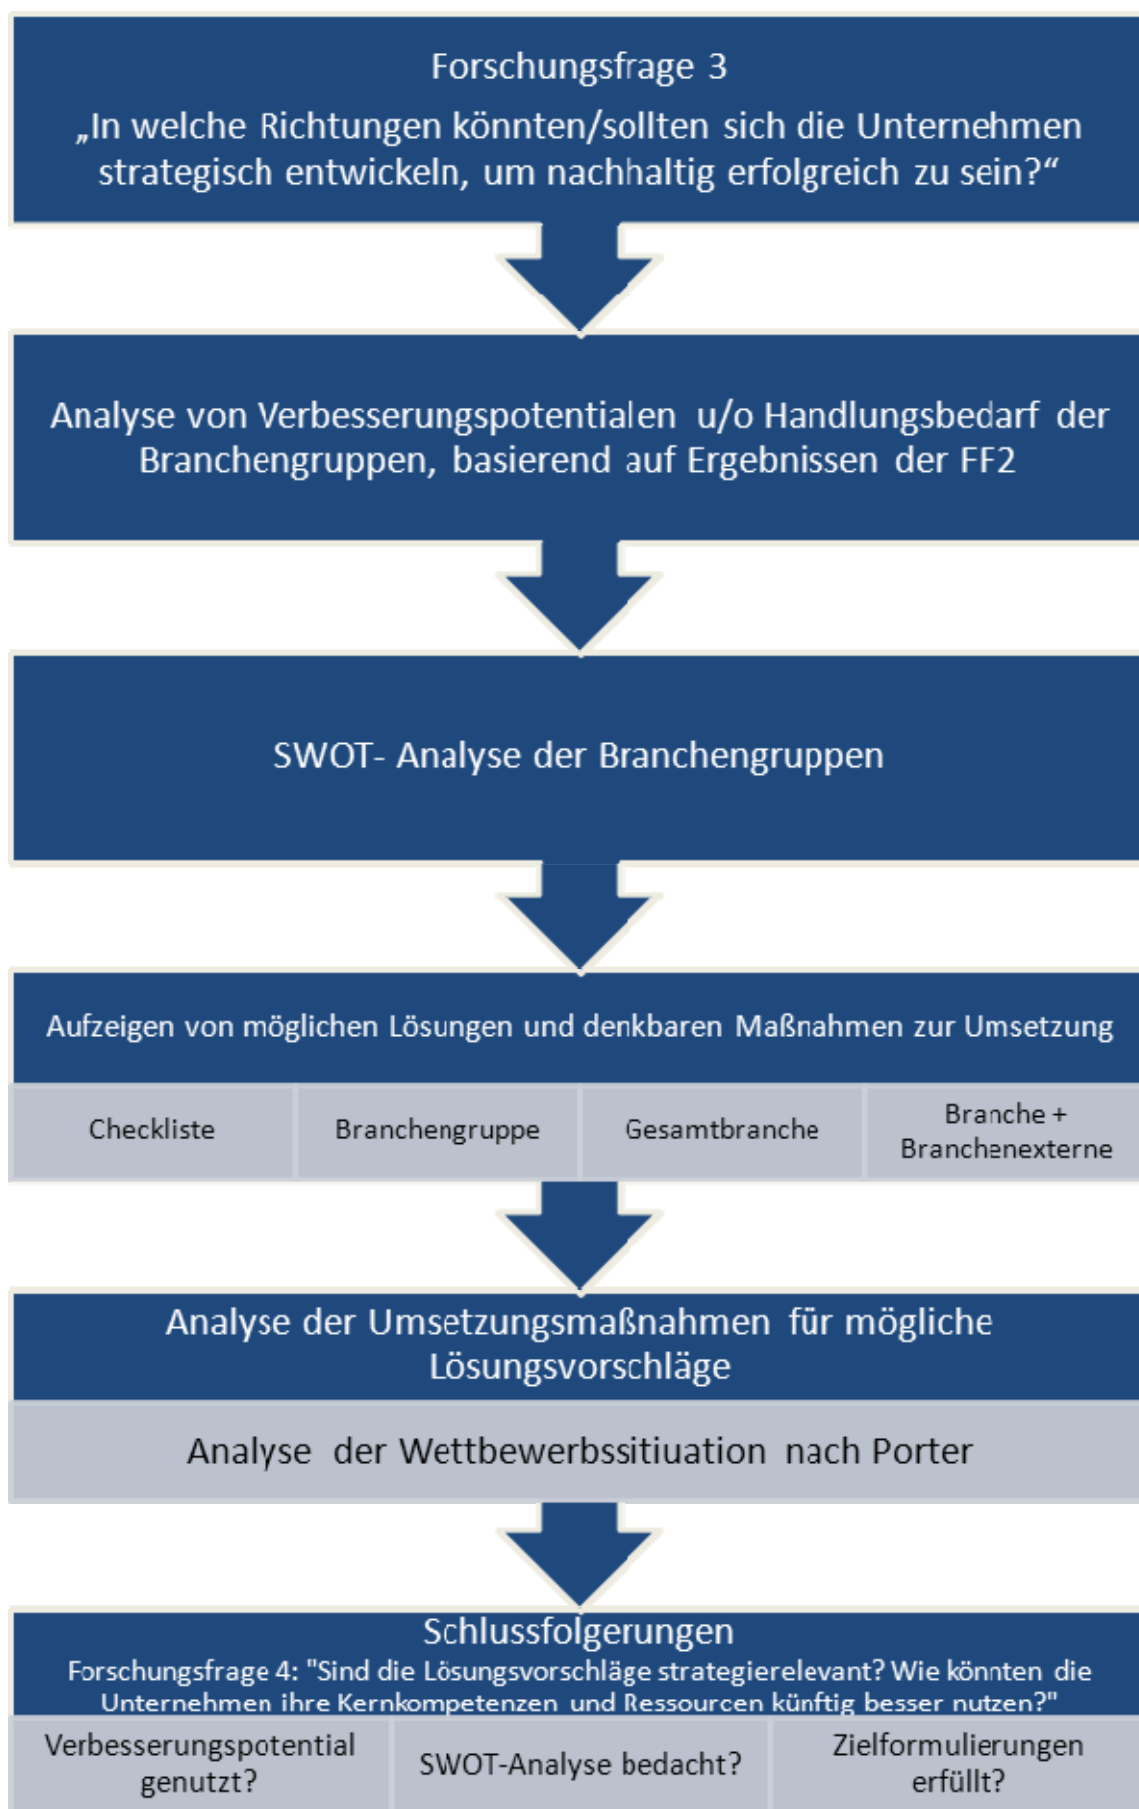 Forschungsfrage 3
„In welche Richtungen könnten/sollten sich die Unternehmen
strategisch entwickeln, um nachhaltig erfolgreich zu sein?“
Analyse von Verbesserungspotentialen u/o Handlungsbedarf der
Branchengruppen, basierend auf Ergebnissen der FF2
SWOT- Analyse der Branchengruppen
Aufzeigen von möglichen Lösungen und denkbaren Maßnahmen zur Umsetzung
Checkliste
Branchengruppe
Gesamtbranche
Branche +
Branchenexterne
Analyse der Umsetzungsmaßnahmen für mögliche
Lösungsvorschläge
Analyse der Wettbewerbssitiuation nach Porter
Schlussfolgerungen
Forschungsfrage 4: "Sind die Lösungsvorschläge strategierelevant? Wie könnten die
Unternehmen ihre Kernkompetenzen und Ressourcen künftig besser nutzen?"
Verbesserungspotential
genutzt?
SWOT-Analyse bedacht?
Zielformulierungen
erfüllt?